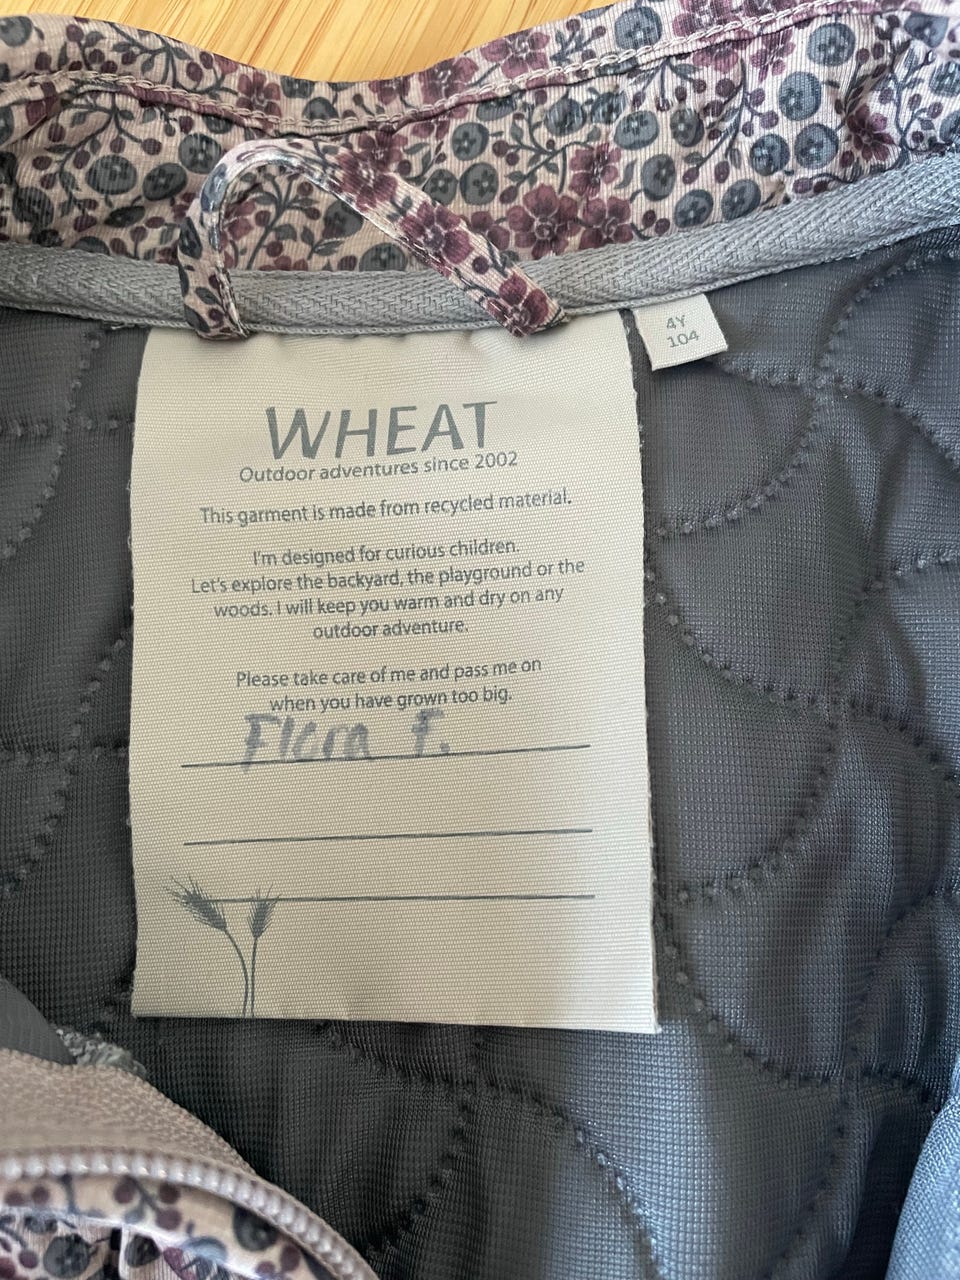 4Y
104
WHEAT
Outdoor adventures since 2002
This garment is made from recycled material.
I'm designed for curious children.
Let's explore the backyard, the playground or the
woods. I will keep you warm and dry on any
outdoor adventure.
Please take care of me and pass me on
when you have grown too big.
Flora F.